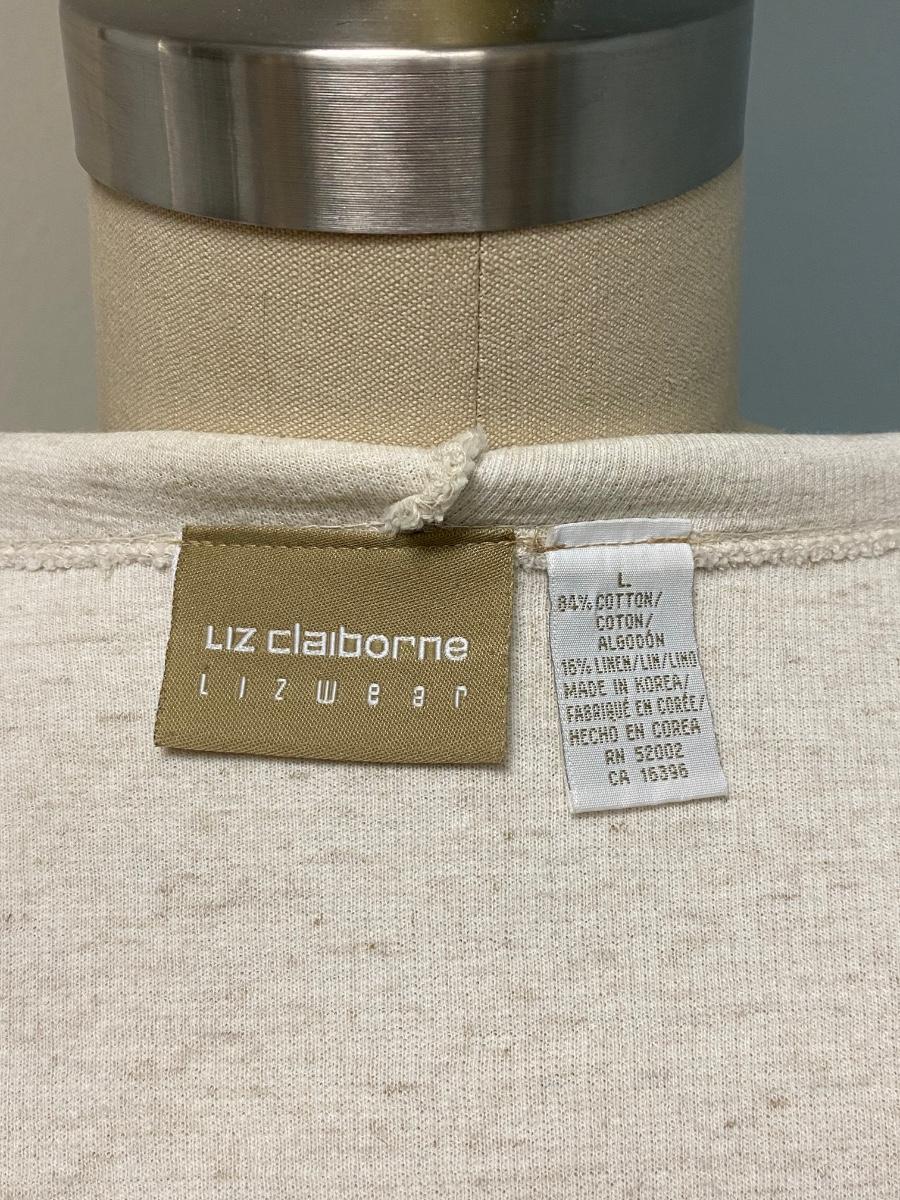 Liz claiborne
Lizwear
L
84% COTTON/
COTON/
ALGODÓN
16% LINEN/LIN/LINO
MADE IN KOREA/
FABRIQUÉ EN CORÉE/
HECHO EN COREA
RN 52002
CA 16396